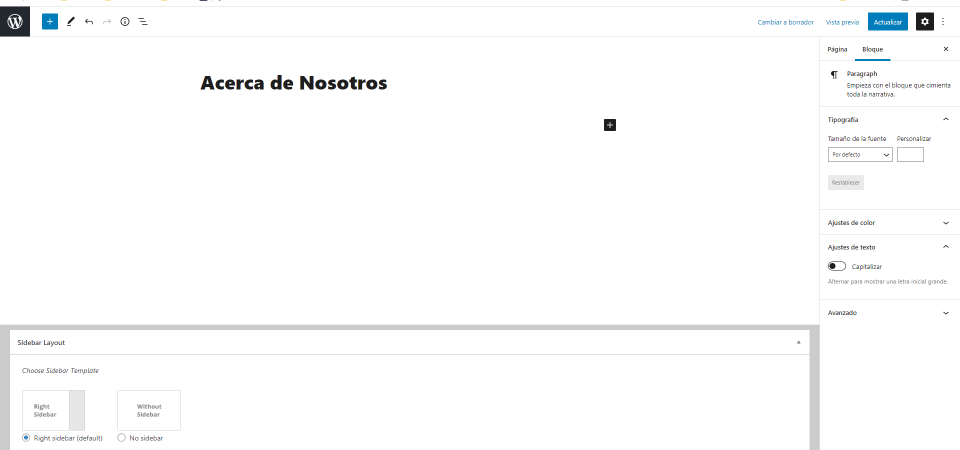 Cambiar a borrador Vista previa Actualizar
Acerca de Nosotros
Página Bloque
Paragraph
Empieza con el bloque que cimienta
toda la narrativa.
Tipografía
Tamaño de la fuente Personalizar
Por defecto
Restablecer
Ajustes de color
Ajustes de texto
Capitalizar
Alternar para mostrar una letra inicial grande.
Avanzado
Sidebar Layout
Choose Sidebar Template
Right
Sidebar
Without
Sidebar
Right sidebar (default) No sidebar